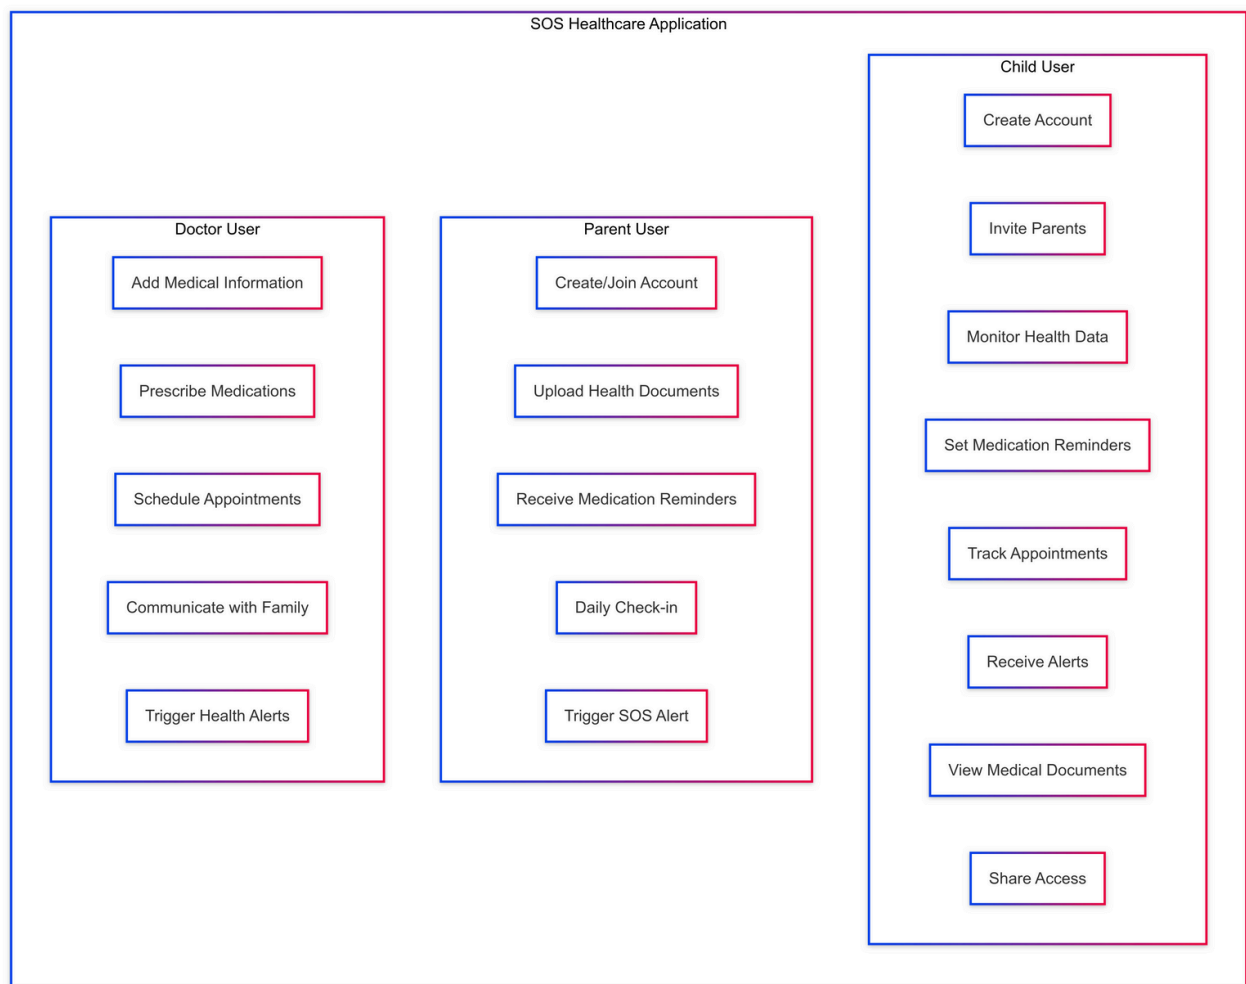 SOS Healthcare Application
Doctor User
Add Medical Information
Prescribe Medications
Schedule Appointments
Communicate with Family
Trigger Health Alerts
Parent User
Create/Join Account
Upload Health Documents
Receive Medication Reminders
Daily Check-in
Trigger SOS Alert
Child User
Create Account
Invite Parents
Monitor Health Data
Set Medication Reminders
Track Appointments
Receive Alerts
View Medical Documents
Share Access